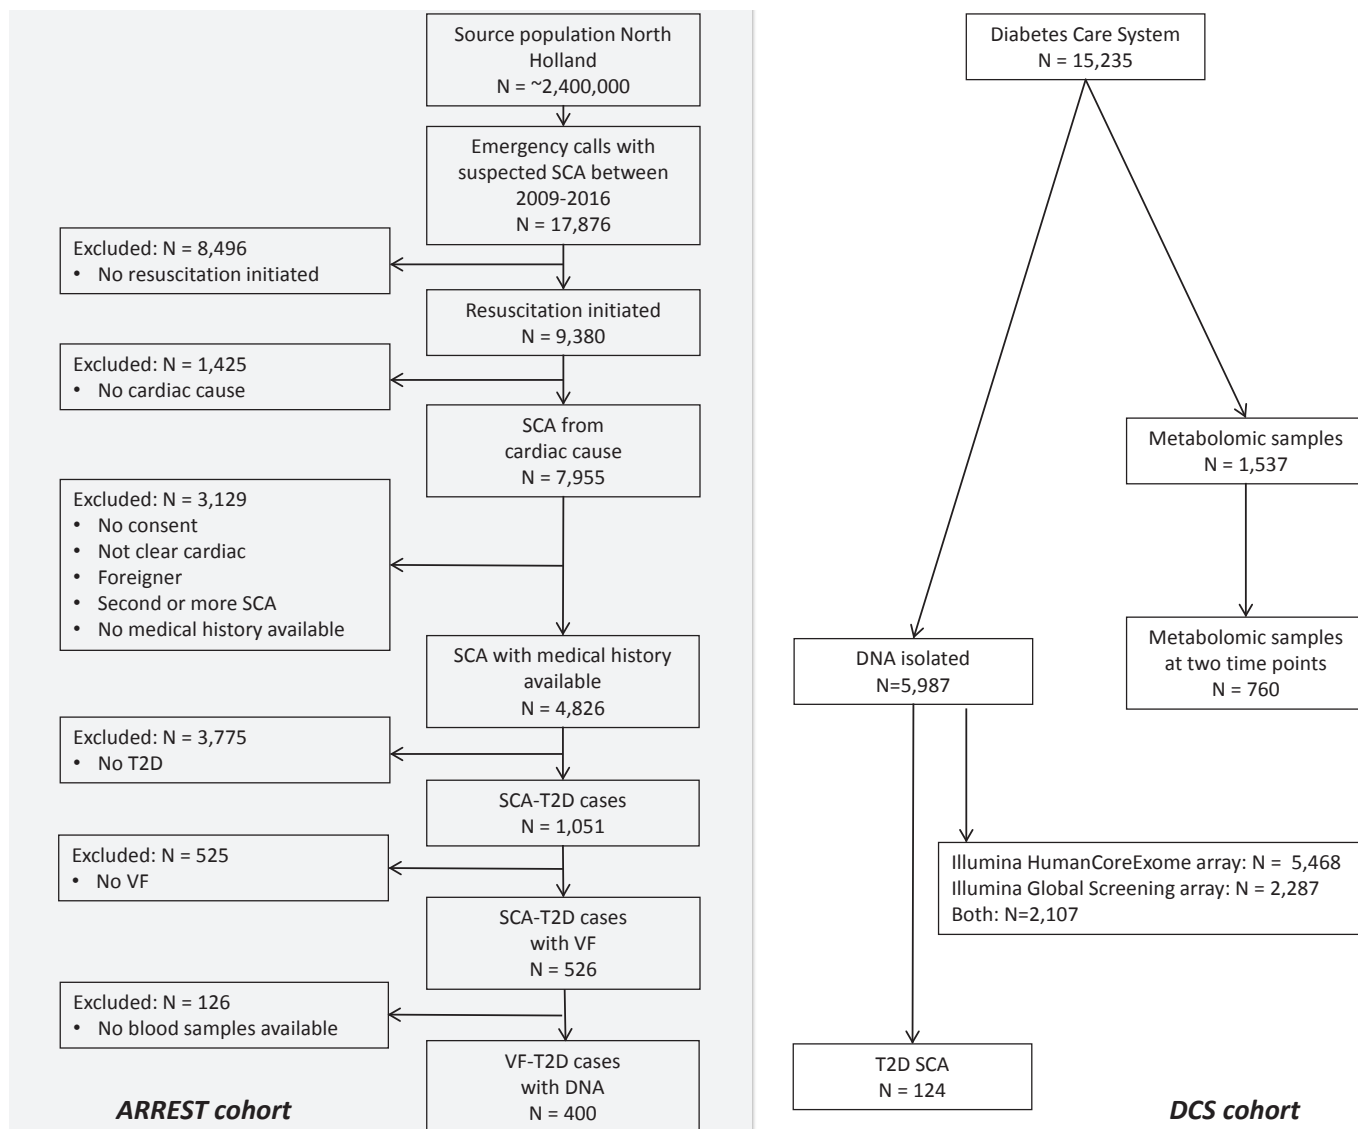 Source population North
Holland
N = ~2,400,000
Emergency calls with
suspected SCA between
2009-2016
N = 17,876
Excluded: N = 8,496
• No resuscitation initiated
Resuscitation initiated
N = 9,380
Excluded: N = 1,425
• No cardiac cause
SCA from
cardiac cause
N = 7,955
Excluded: N = 3,129
• No consent
• Not clear cardiac
• Foreigner
• Second or more SCA
• No medical history available
SCA with medical history
available
N = 4,826
Excluded: N = 3,775
• No T2D
SCA-T2D cases
N = 1,051
Excluded: N = 525
• No VF
SCA-T2D cases
with VF
N = 526
Excluded: N = 126
• No blood samples available
VF-T2D cases
with DNA
N = 400
ARREST cohort
Diabetes Care System
N = 15,235
Metabolomic samples
N = 1,537
Metabolomic samples
at two time points
N = 760
DNA isolated
N=5,987
Illumina HumanCoreExome array: N = 5,468
Illumina Global Screening array: N = 2,287
Both: N=2,107
T2D SCA
N = 124
DCS cohort